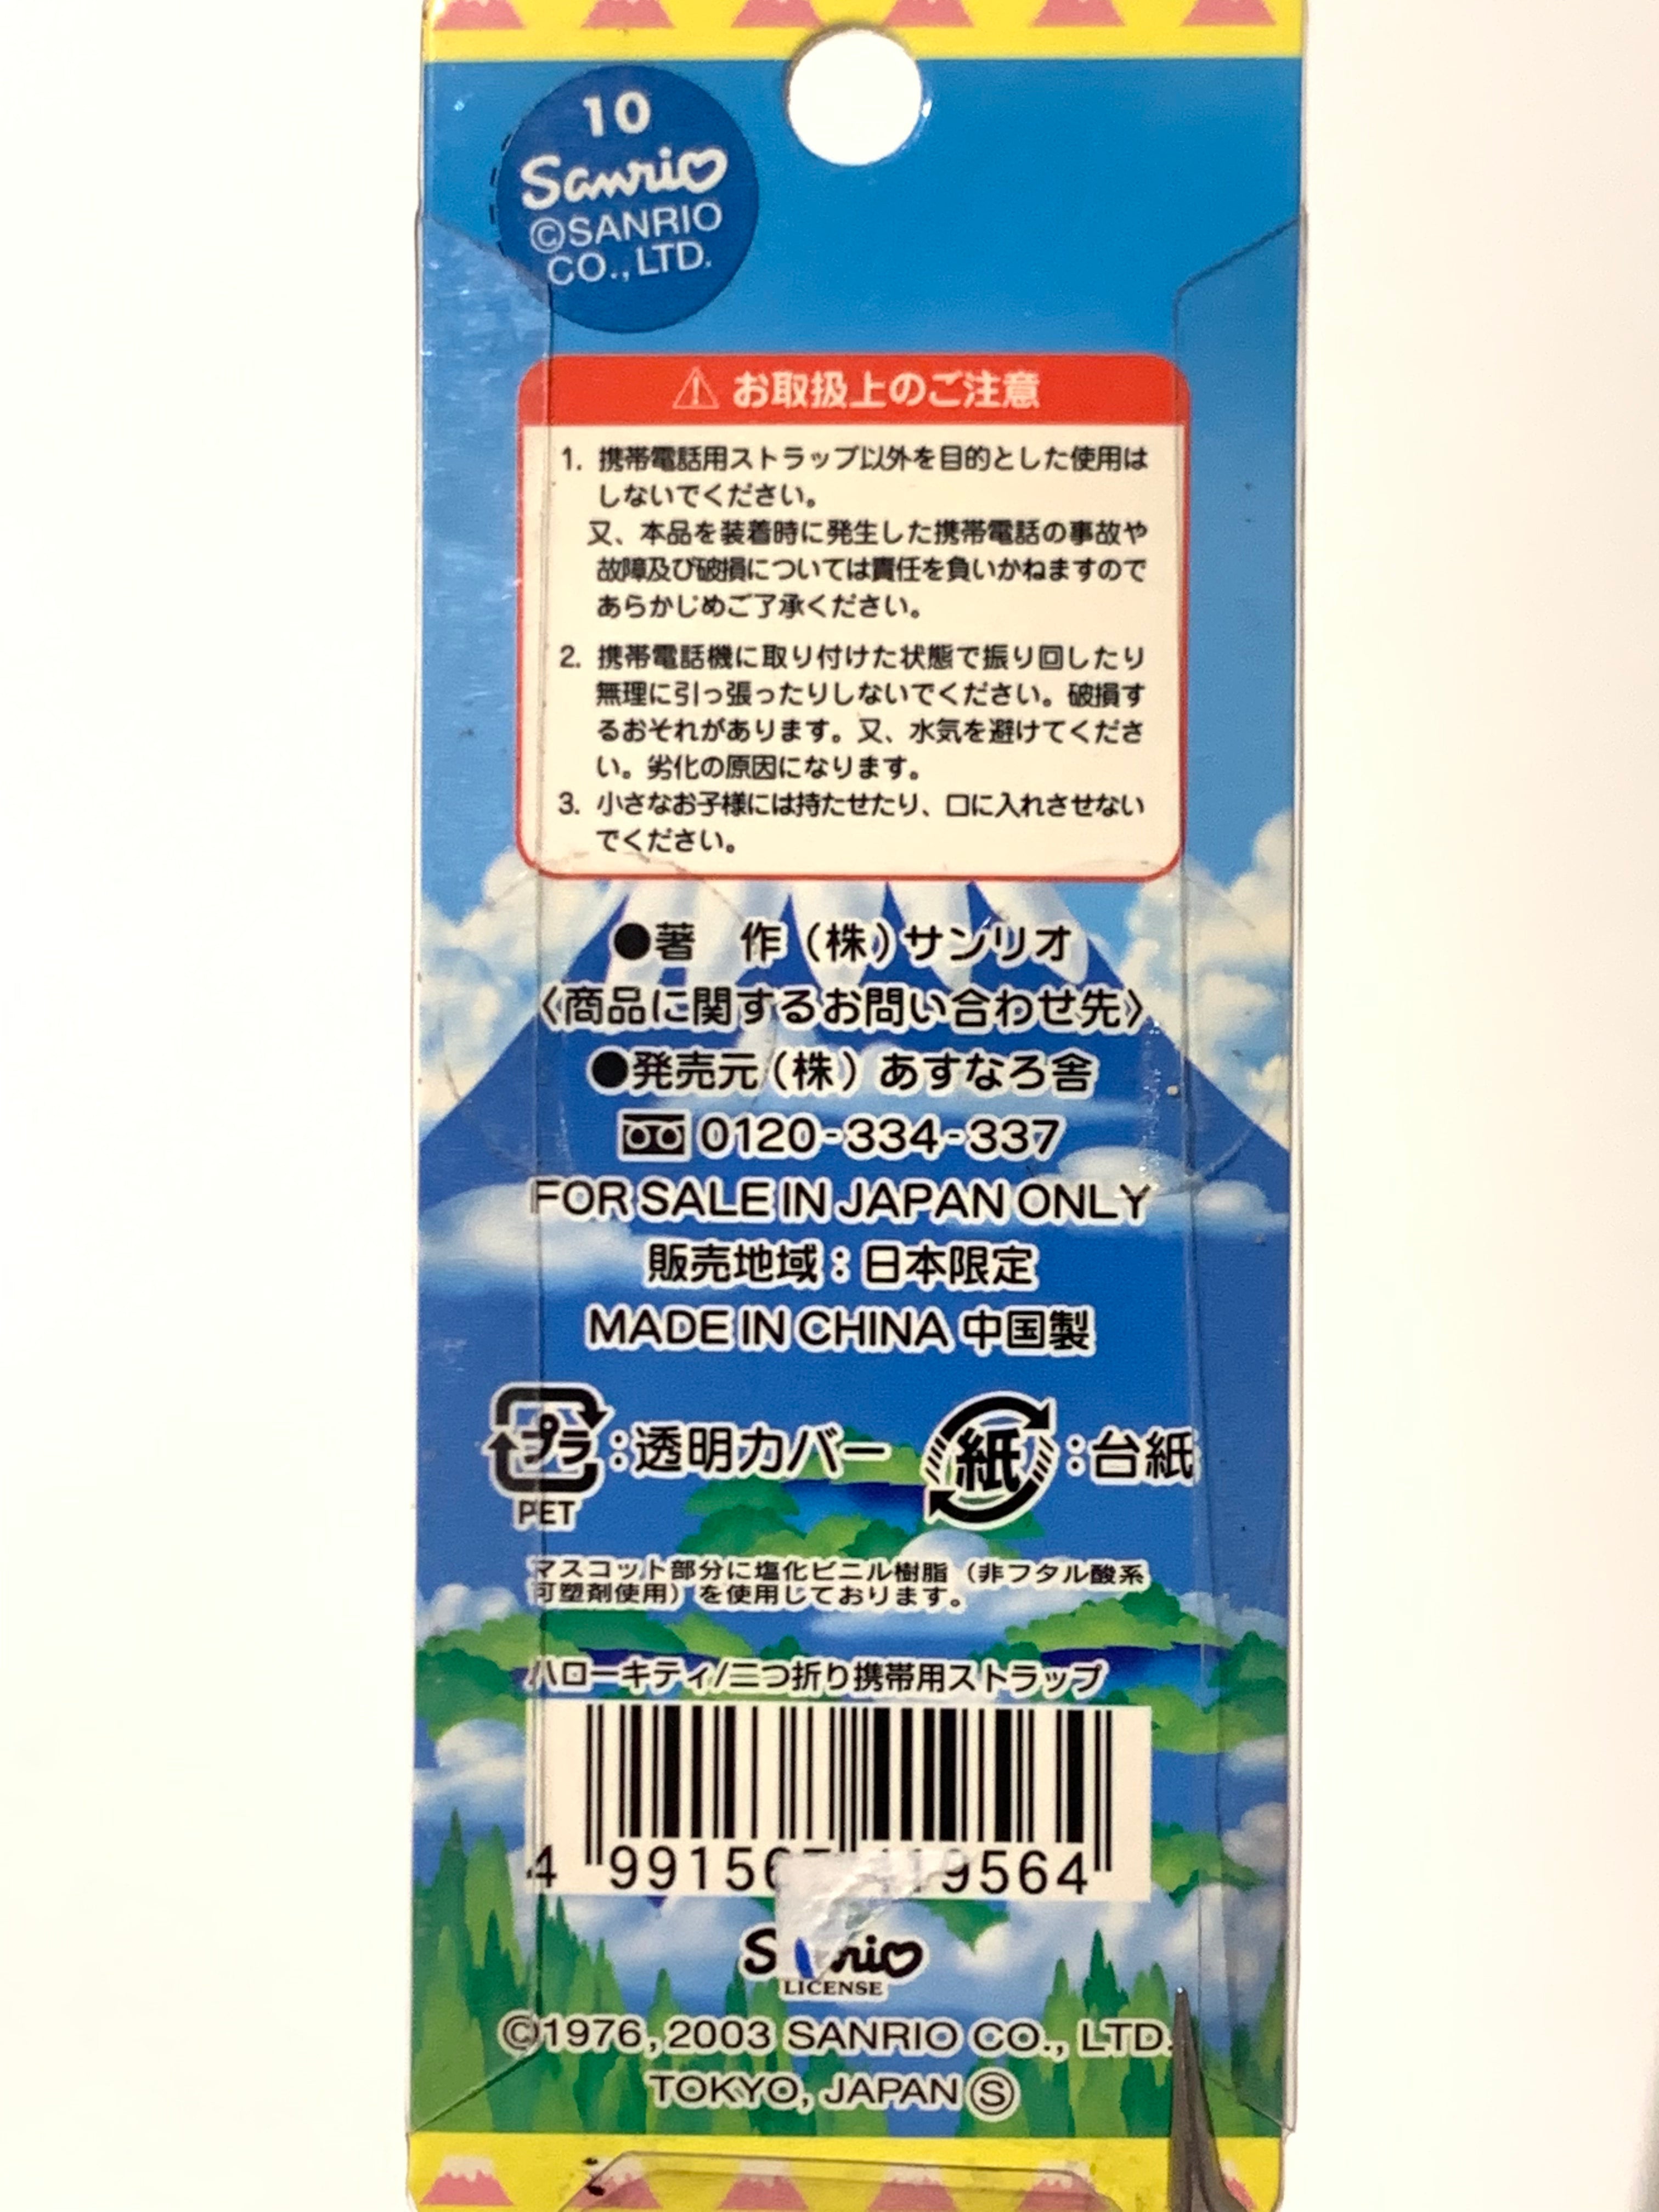 10
Sanrio
©SANRIO
CO.,LTD.
⚠ お取扱上のご注意
1. 携帯電話用ストラップ以外を目的とした使用は
しないでください。
又、本品を装着時に発生した携帯電話の事故や
故障及び破損については責任を負いかねますので
あらかじめご了承ください。
2. 携帯電話機に取り付けた状態で振り回したり
無理に引っ張ったりしないでください。破損す
るおそれがあります。又、水気を避けてくださ
い。劣化の原因になります。
3. 小さなお子様には持たせたり、口に入れさせない
でください。
●著　作(株)サンリオ
〈商品に関するお問い合わせ先〉
●発売元(株)あすなろ舎
0120-334-337
FOR SALE IN JAPAN ONLY
販売地域：日本限定
MADE IN CHINA 中国製
プラ：透明カバー 紙：台紙
PET
マスコット部分に塩化ビニル樹脂（非フタル酸系
可塑剤使用）を使用しております。
ハローキティ/二つ折り携帯用ストラップ
4 99156 19564
Sanrio
LICENSE
©1976,2003 SANRIO CO., LTD.
TOKYO, JAPAN Ⓢ